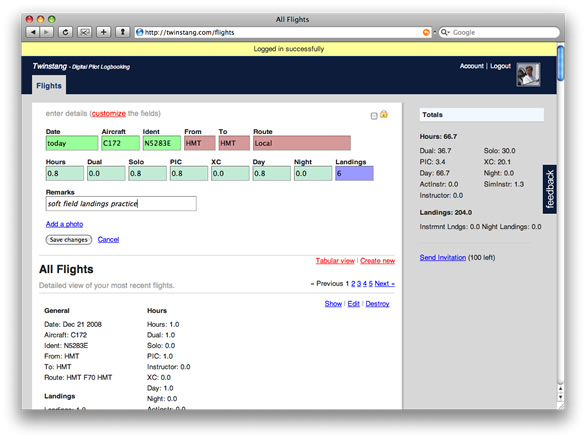 All Flights
http://twinstang.com/flights
Google
Logged in successfully
Twinstang - Digital Pilot Logbooking
Account | Logout
Flights
enter details (customize the fields)
Date Aircraft Ident From To Route
today C172 N5283E HMT HMT Local
Hours Dual Solo PIC XC Day Night Landings
0.8 0.0 0.8 0.8 0.0 0.8 0.0 6
Remarks
soft field landings practice
Add a photo
Save changes Cancel
Tabular view | Create new
All Flights
Detailed view of your most recent flights.
« Previous 1 2 3 4 5 Next »
Show | Edit | Destroy
General
Date: Dec 21 2008
Aircraft: C172
Ident: N5283E
From: HMT
To: HMT
Route: HMT F70 HMT
Landings
Landings: 1.0
Hours
Hours: 1.0
Dual: 1.0
Solo: 0.0
PIC: 1.0
Instructor: 0.0
XC: 0.0
Day: 1.0
Night: 0.0
ActInstr: 0.0
Totals
Hours: 66.7
Dual: 36.7 Solo: 30.0
PIC: 3.4 XC: 20.1
Day: 66.7 Night: 0.0
ActInstr: 0.0 SimInstr: 1.3
Instructor: 0.0
Landings: 204.0
Instrmnt Lndgs: 0.0 Night Landings: 0.0
Send Invitation (100 left)
feedback